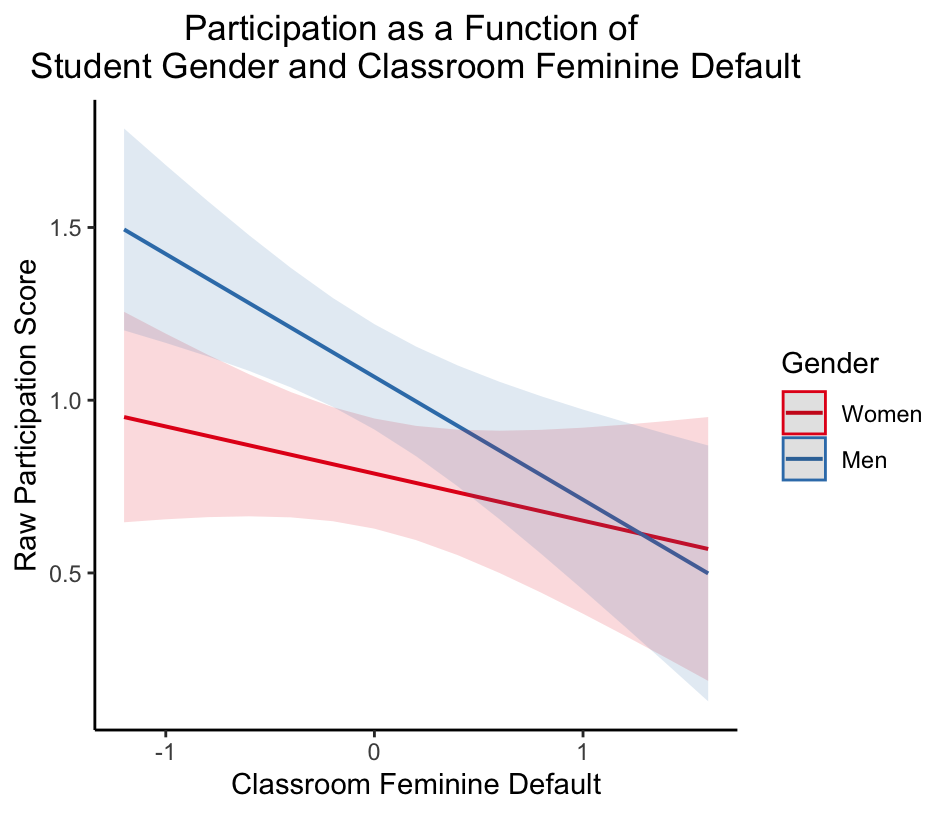 Participation as a Function of
Student Gender and Classroom Feminine Default
Raw Participation Score
1.5
1.0
0.5
-1
0
1
Classroom Feminine Default
Gender
Women
Men